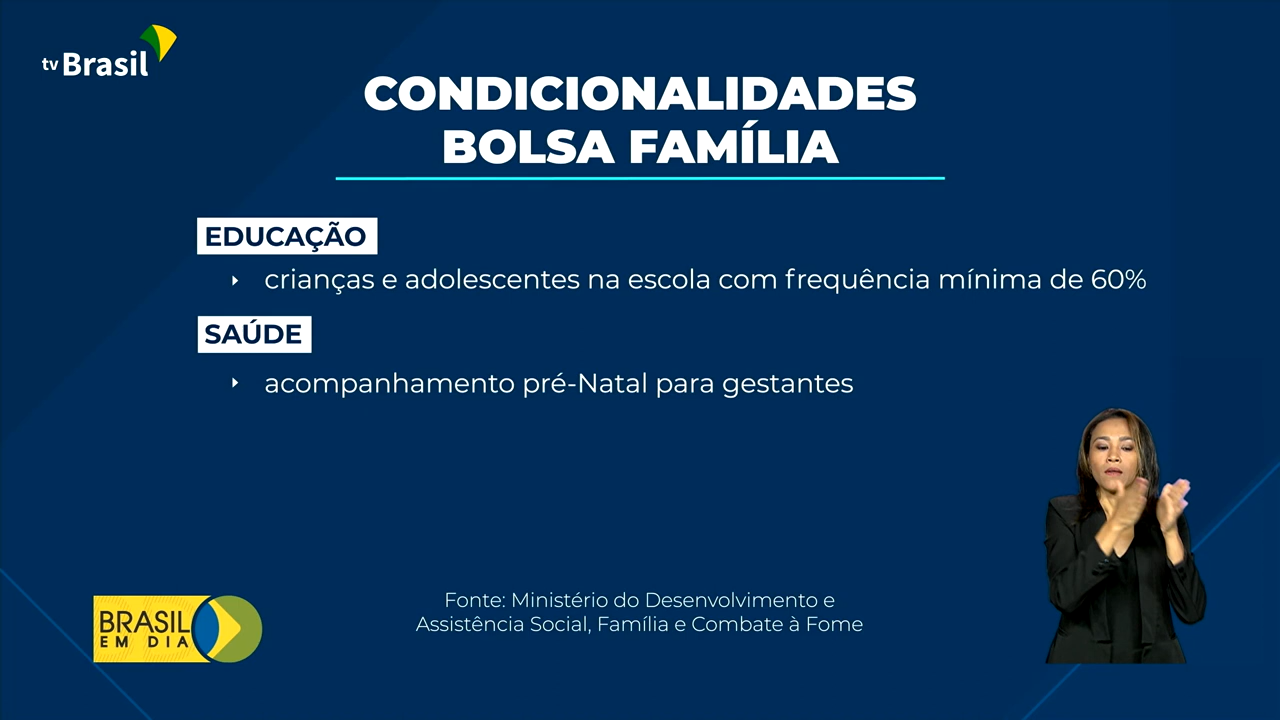 tv Brasil
CONDICIONALIDADES
BOLSA FAMÍLIA
EDUCAÇÃO
crianças e adolescentes na escola com frequência mínima de 60%
SAÚDE
acompanhamento pré-Natal para gestantes
Fonte: Ministério do Desenvolvimento e
Assistência Social, Família e Combate à Fome
BRASIL
EM DIA